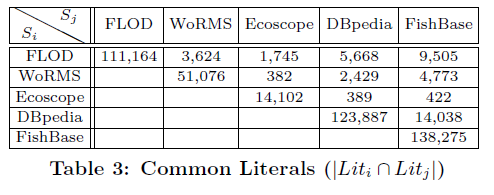 S_i S_j FLOD WoRMS Ecoscope DBpedia FishBase
FLOD 111,164 3,624 1,745 5,668 9,505
WoRMS 51,076 382 2,429 4,773
Ecoscope 14,102 389 422
DBpedia 123,887 14,038
FishBase 138,275
Table 3: Common Literals (|Lit_i ∩ Lit_j|)